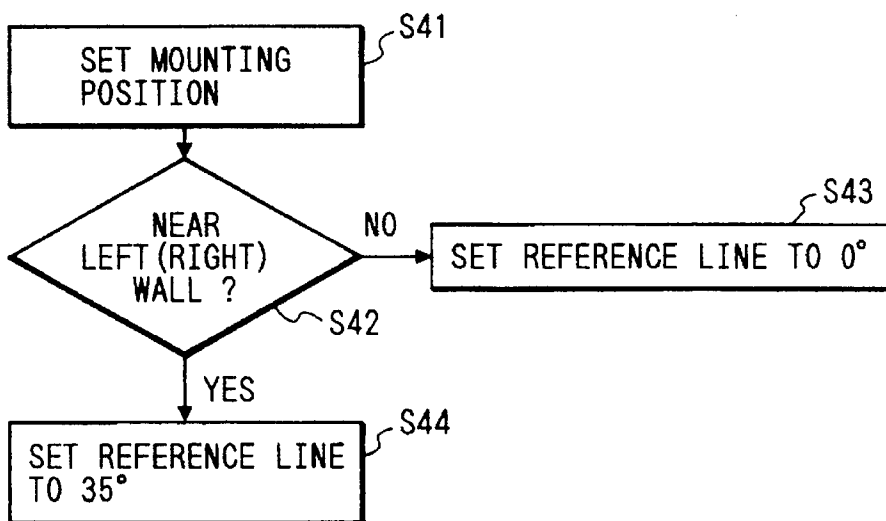 S41
SET MOUNTING
POSITION
NEAR
LEFT(RIGHT)
WALL ?
S42
NO
S43
SET REFERENCE LINE TO 0°
YES
S44
SET REFERENCE LINE
TO 35°